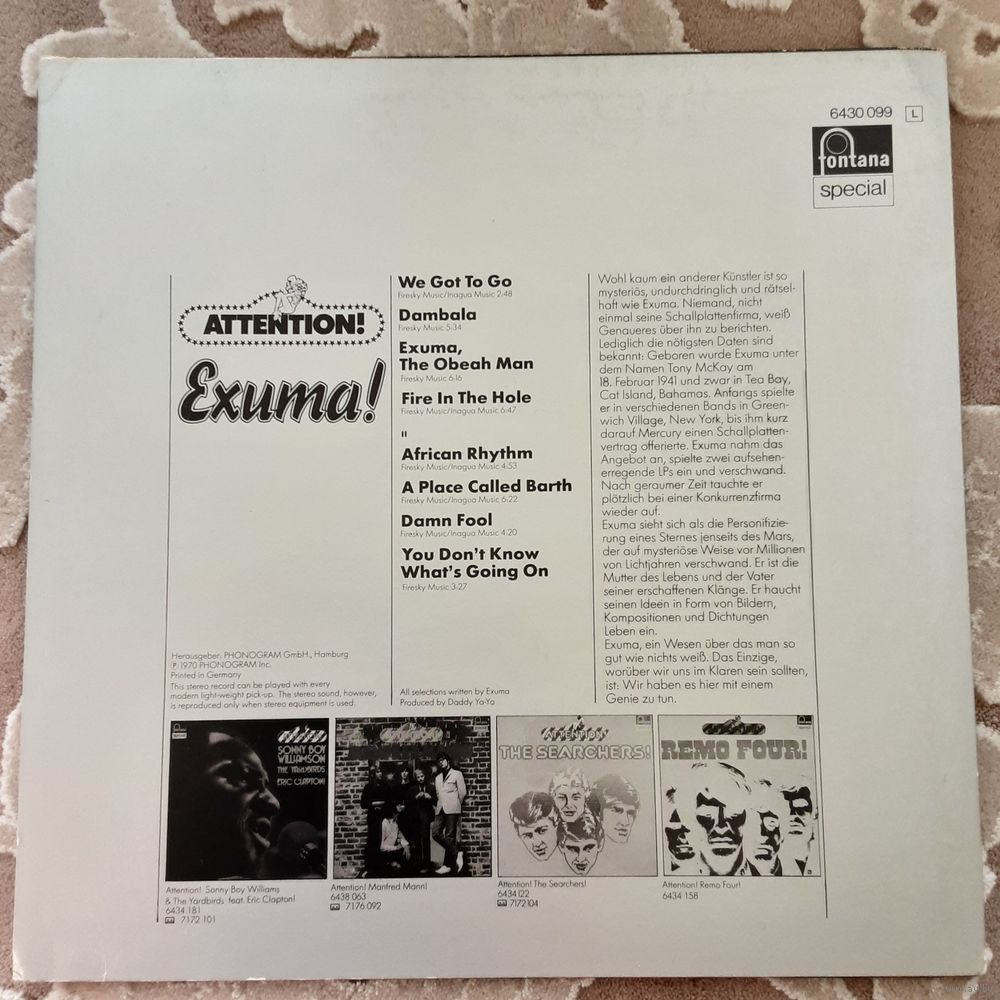 6430 099 L
fontana
special
ATTENTION!
Exuma!
We Got To Go
Firesky Music/Inagua Music 2:48
Dambala
Firesky Music 5:34
Exuma,
The Obeah Man
Firesky Music 6:16
Fire In The Hole
Firesky Music/Inagua Music 6:47
II
African Rhythm
Firesky Music/Inagua Music 4:53
A Place Called Barth
Firesky Music/Inagua Music 6:22
Damn Fool
Firesky Music/Inagua Music 4:20
You Don't Know
What's Going On
Firesky Music 3:27
Wohl kaum ein anderer Künstler ist so
mysteriös, undurchdringlich und rätsel-
haft wie Exuma. Niemand, nicht
einmal seine Schallplattenfirma, weiß
Genaueres über ihn zu berichten.
Lediglich die nötigsten Daten sind
bekannt: Geboren wurde Exuma unter
dem Namen Tony McKay am
18. Februar 1941 und zwar in Tea Bay,
Cat Island, Bahamas. Anfangs spielte
er in verschiedenen Bands in Green-
wich Village, New York, bis ihm kurz
darauf Mercury einen Schallplatten-
vertrag offerierte. Exuma nahm das
Angebot an, spielte zwei aufsehen-
erregende LPs ein und verschwand.
Nach geraumer Zeit tauchte er
plötzlich bei einer Konkurrenzfirma
wieder auf.
Exuma sieht sich als die Personifizie-
rung eines Sternes jenseits des Mars,
der auf mysteriöse Weise vor Millionen
von Lichtjahren verschwand. Er ist die
Mutter des Lebens und der Vater
seiner erschaffenen Klänge. Er haucht
seinen Ideen in Form von Bildern,
Kompositionen und Dichtungen
Leben ein.
Exuma, ein Wesen über das man so
gut wie nichts weiß. Das Einzige,
worüber wir uns im Klaren sein sollten,
ist: Wir haben es hier mit einem
Genie zu tun.
Herausgeber: PHONOGRAM GmbH., Hamburg
℗ 1970 PHONOGRAM Inc.
Printed in Germany
This stereo record can be played with every
modern light-weight pick-up. The stereo sound, however,
is reproduced only when stereo equipment is used.
All selections written by Exuma
Produced by Daddy Ya-Ya
SONNY BOY
WILLIAMSON
THE YARDBIRDS
ERIC CLAPTON!
ATTENTION!
THE SEARCHERS!
REMO FOUR!
Attention! Sonny Boy Williams
& The Yardbirds feat. Eric Clapton!
6434 181
7172 101
Attention! Manfred Mann!
6438 063
7176 092
Attention! The Searchers!
6434 122
7172 104
Attention! Remo Four!
6434 158